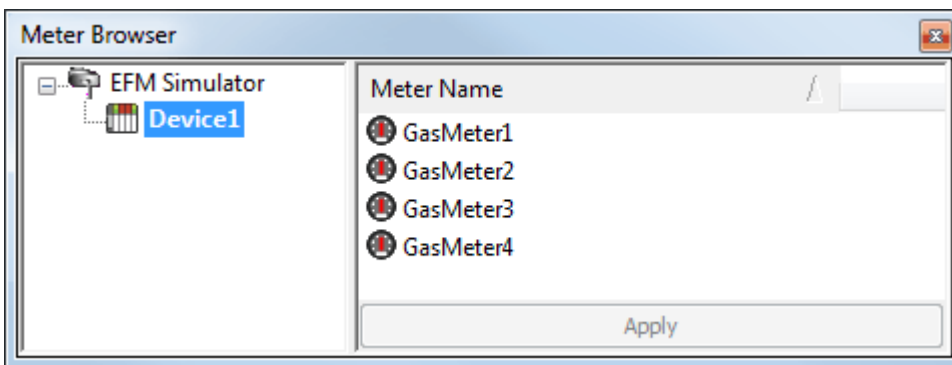 Meter Browser
EFM Simulator
Device1
Meter Name
GasMeter1
GasMeter2
GasMeter3
GasMeter4
Apply